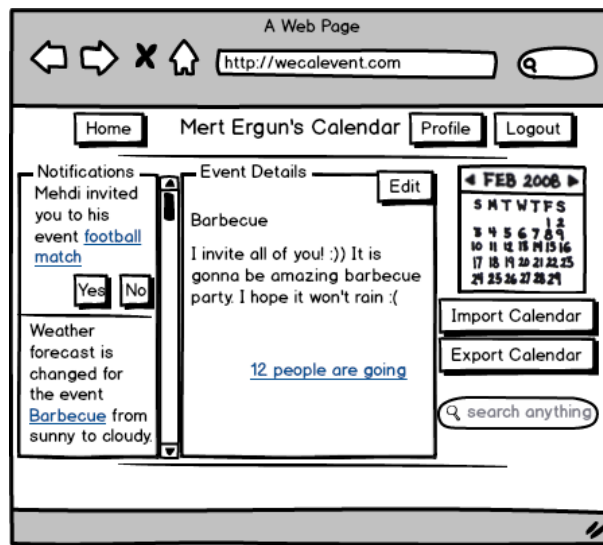 A Web Page
http://wecalevent.com
Home
Mert Ergun's Calendar
Profile
Logout
Notifications
Mehdi invited
you to his
event football
match
Yes
No
Weather
forecast is
changed for
the event
Barbecue from
sunny to cloudy.
Event Details
Edit
Barbecue
I invite all of you! :)) It is
gonna be amazing barbecue
party. I hope it won't rain :(
12 people are going
FEB 2008
S M T W T F S
1 2
3 4 5 6 7 8 9
10 11 12 13 14 15 16
17 18 19 20 21 22 23
24 25 26 27 28 29
Import Calendar
Export Calendar
search anything